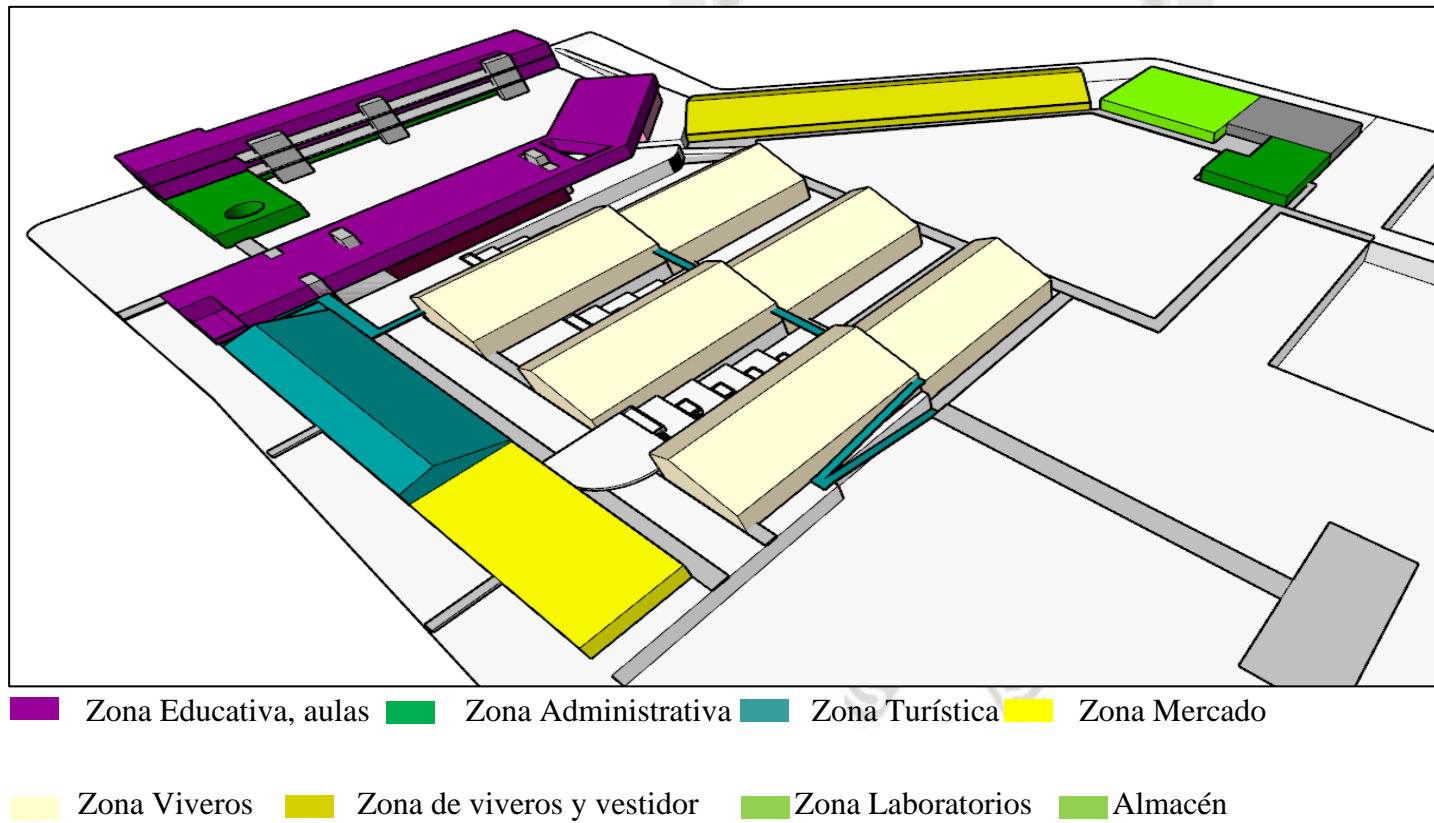 Zona Educativa, aulas Zona Administrativa Zona Turística Zona Mercado
Zona Viveros Zona de viveros y vestidor Zona Laboratorios Almacén